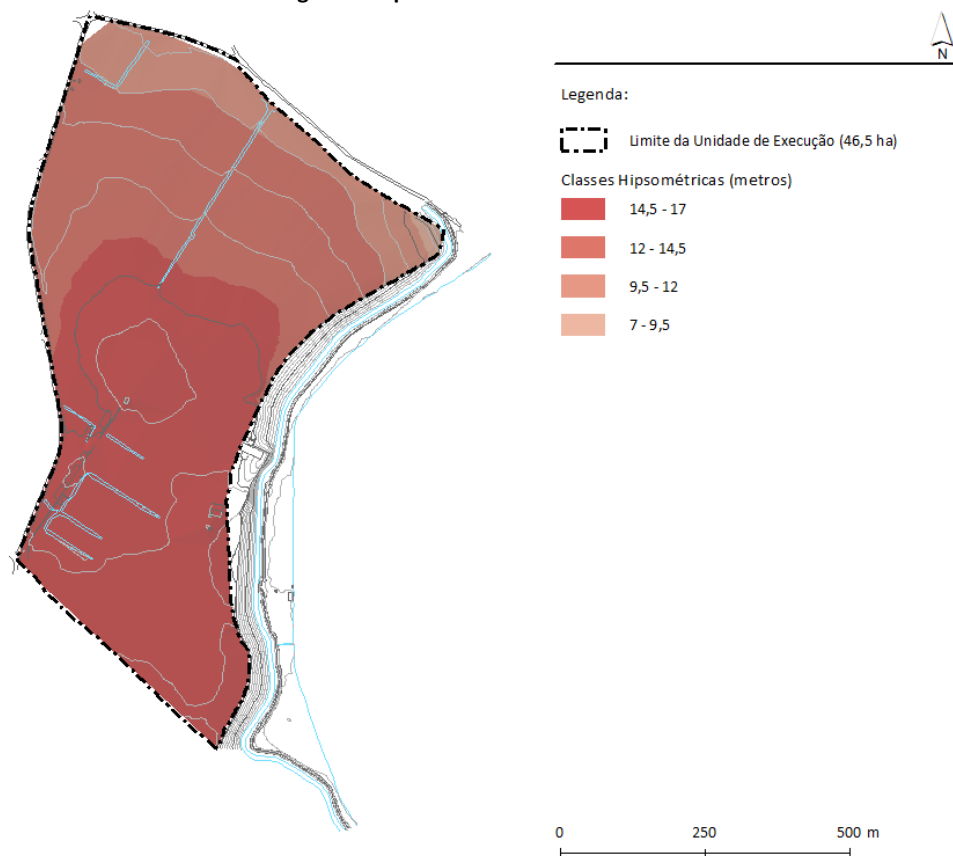 N
Legenda:
Limite da Unidade de Execução (46,5 ha)
Classes Hipsométricas (metros)
14,5 - 17
12 - 14,5
9,5 - 12
7 - 9,5
0 250 500 m